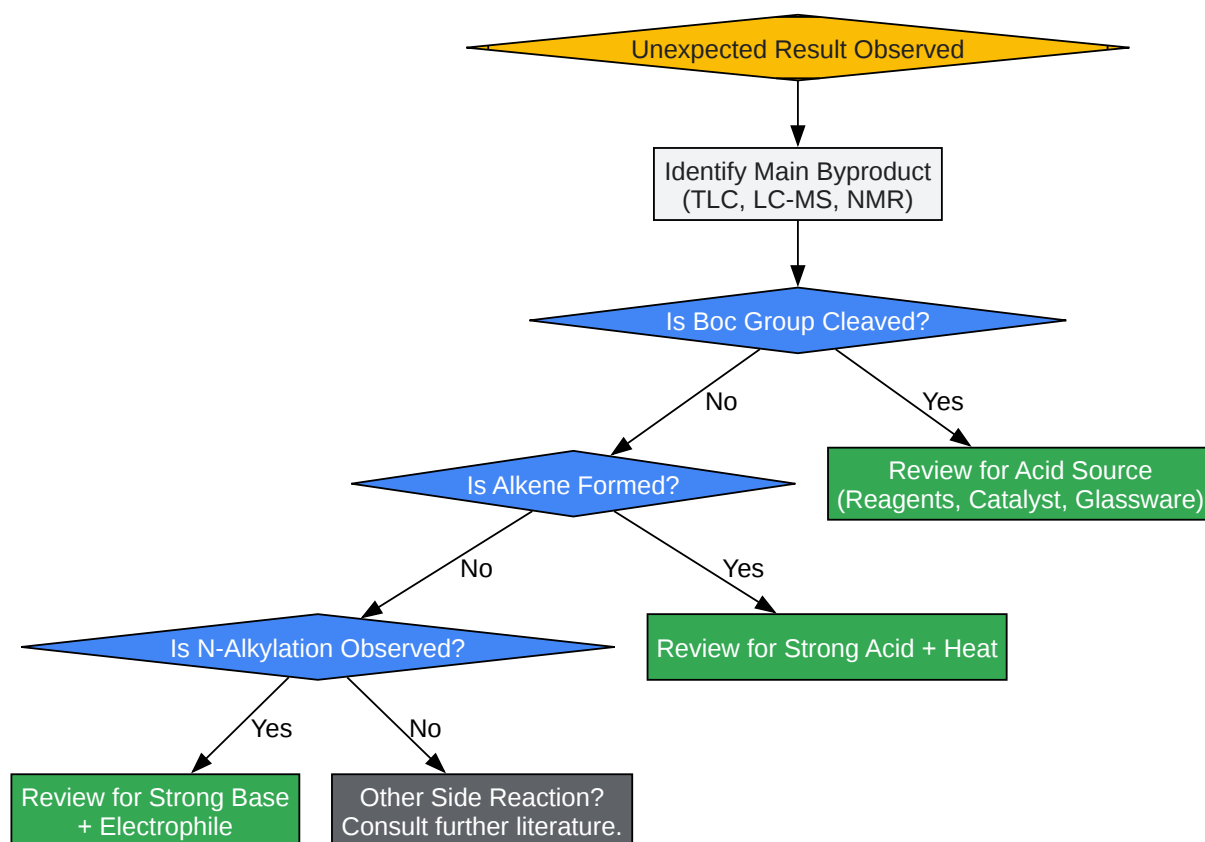 Unexpected Result Observed
Identify Main Byproduct
(TLC, LC-MS, NMR)
Is Boc Group Cleaved?
No
Yes
Is Alkene Formed?
Review for Acid Source
(Reagents, Catalyst, Glassware)
No
Yes
Is N-Alkylation Observed?
Review for Strong Acid + Heat
Yes
No
Review for Strong Base
+ Electrophile
Other Side Reaction?
Consult further literature.